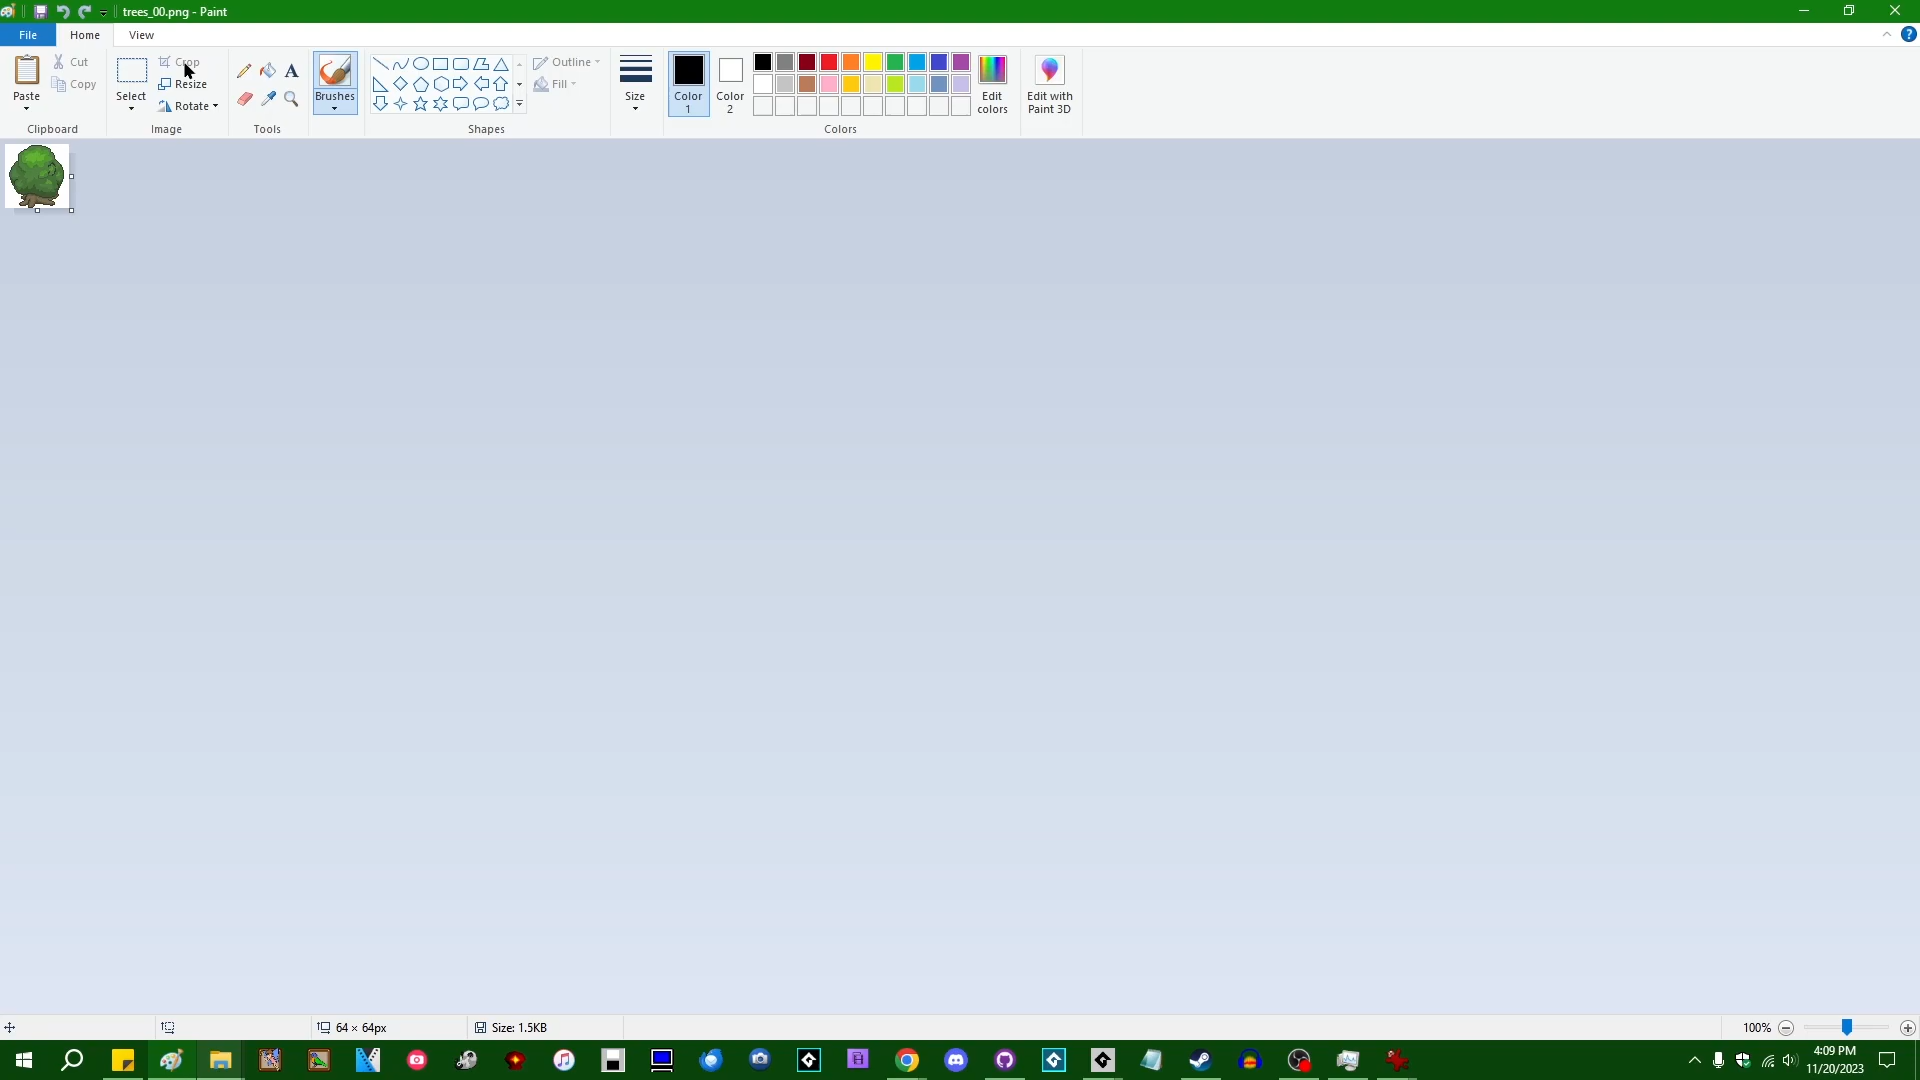 trees_00.png - Paint
File Home View
Paste
Cut
Copy
Clipboard
Select
Crop
Resize
Rotate
Image
A
Tools
Brushes
Outline
Fill
Shapes
Size
Color
1
Color
2
Edit
colors
Colors
Edit with
Paint 3D
?
64 × 64px
Size: 1.5KB
100%
4:09 PM
11/20/2023